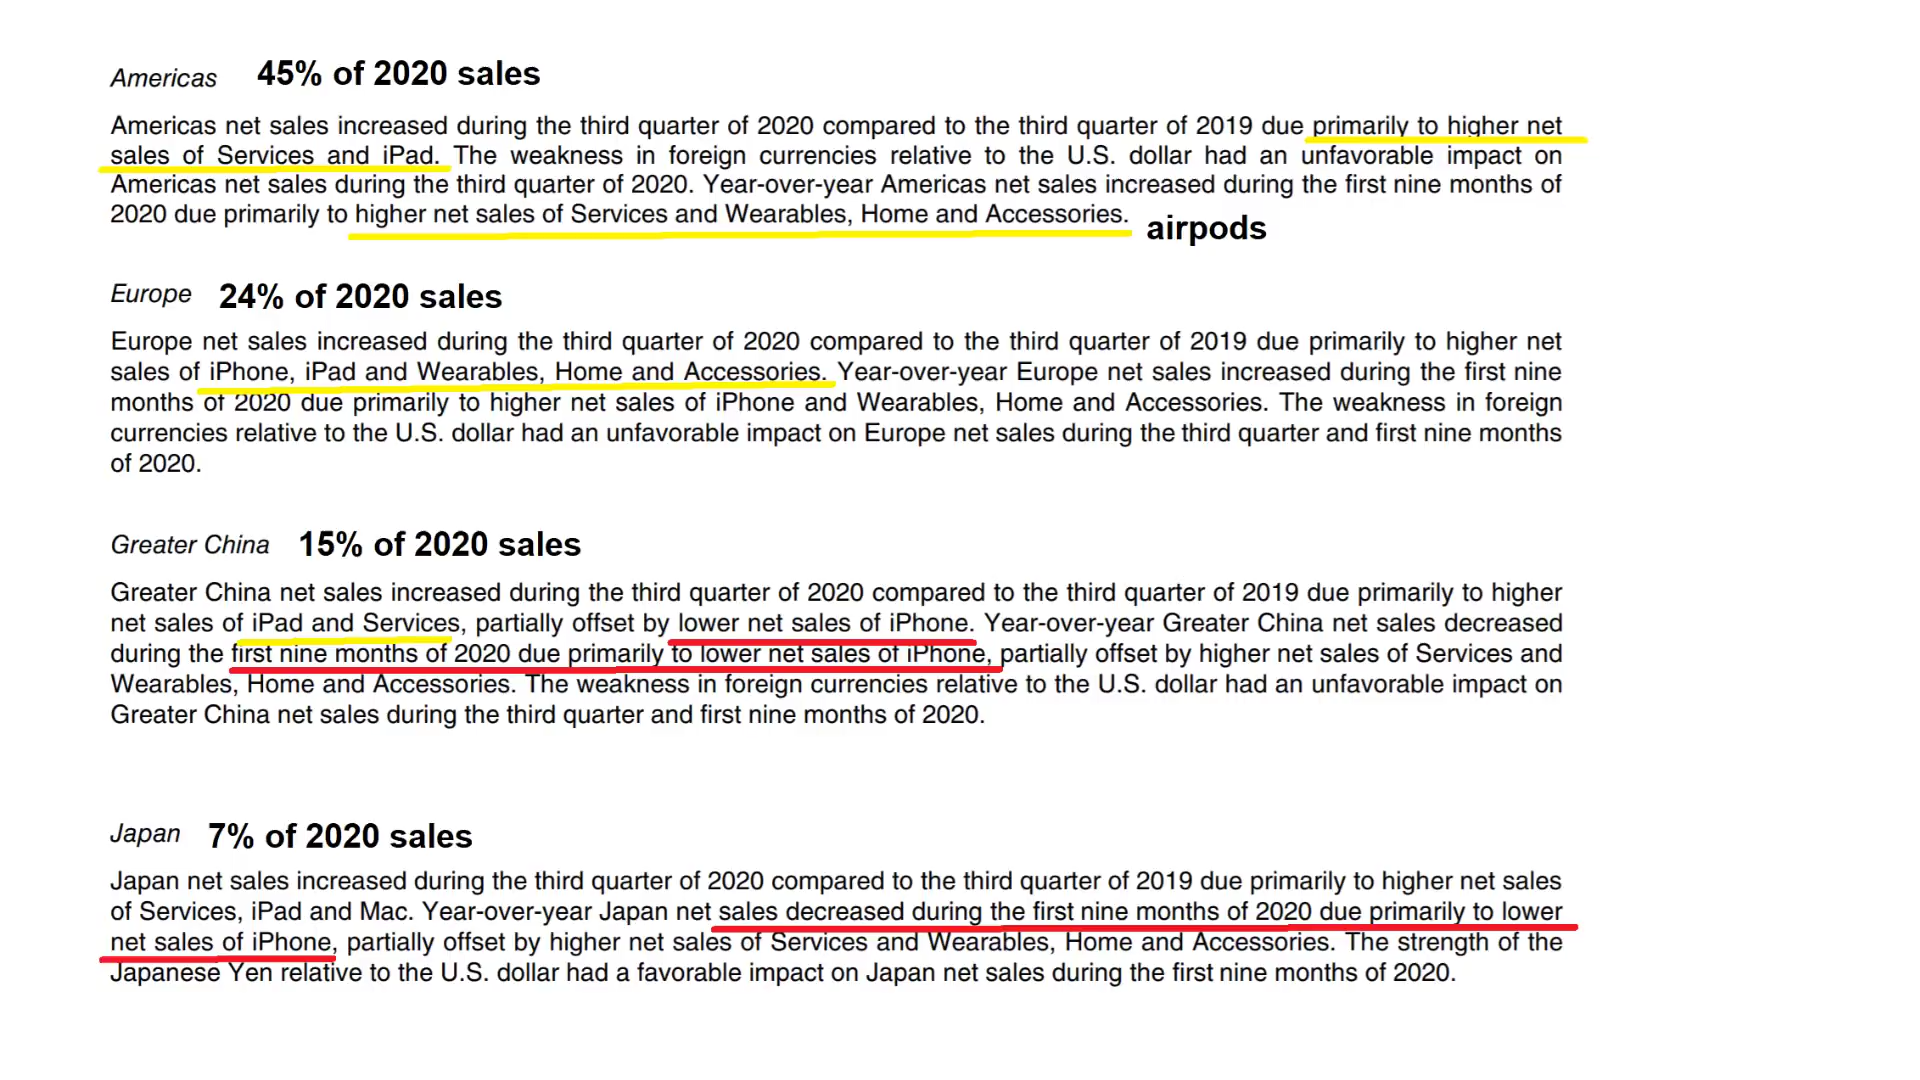 Americas 45% of 2020 sales
Americas net sales increased during the third quarter of 2020 compared to the third quarter of 2019 due primarily to higher net
sales of Services and iPad. The weakness in foreign currencies relative to the U.S. dollar had an unfavorable impact on
Americas net sales during the third quarter of 2020. Year-over-year Americas net sales increased during the first nine months of
2020 due primarily to higher net sales of Services and Wearables, Home and Accessories. airpods
Europe 24% of 2020 sales
Europe net sales increased during the third quarter of 2020 compared to the third quarter of 2019 due primarily to higher net
sales of iPhone, iPad and Wearables, Home and Accessories. Year-over-year Europe net sales increased during the first nine
months of 2020 due primarily to higher net sales of iPhone and Wearables, Home and Accessories. The weakness in foreign
currencies relative to the U.S. dollar had an unfavorable impact on Europe net sales during the third quarter and first nine months
of 2020.
Greater China 15% of 2020 sales
Greater China net sales increased during the third quarter of 2020 compared to the third quarter of 2019 due primarily to higher
net sales of iPad and Services, partially offset by lower net sales of iPhone. Year-over-year Greater China net sales decreased
during the first nine months of 2020 due primarily to lower net sales of iPhone, partially offset by higher net sales of Services and
Wearables, Home and Accessories. The weakness in foreign currencies relative to the U.S. dollar had an unfavorable impact on
Greater China net sales during the third quarter and first nine months of 2020.
Japan 7% of 2020 sales
Japan net sales increased during the third quarter of 2020 compared to the third quarter of 2019 due primarily to higher net sales
of Services, iPad and Mac. Year-over-year Japan net sales decreased during the first nine months of 2020 due primarily to lower
net sales of iPhone, partially offset by higher net sales of Services and Wearables, Home and Accessories. The strength of the
Japanese Yen relative to the U.S. dollar had a favorable impact on Japan net sales during the first nine months of 2020.